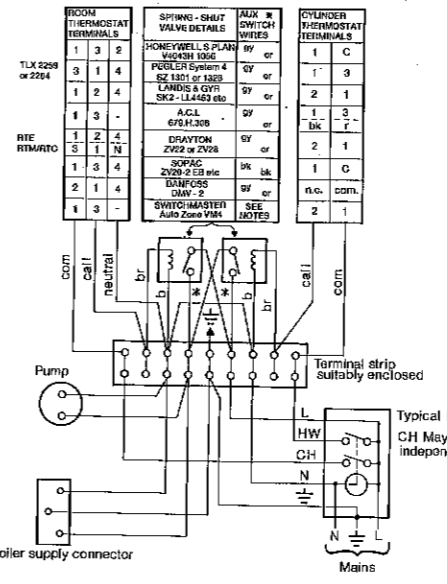 ROOM
THERMOSTAT
TERMINALS
SPRING - SHUT
VALVE DETAILS
AUX *
SWITCH
WIRES
CYLINDER
THERMOSTAT
TERMINALS
1 3 2
HONEYWELL S PLAN
V4043H 1056
gy
or
1 C
TLX 2259
or 2264
3 1 4
PEGLER System 4
SZ 1301 or 1326
gy
or
1 3
1 2 4
LANDIS & GYR
SK2 - LL4453 etc
gy
or
2 1
1 3 -
A.C.L
679.H.308
gy
or
1 3
bk r
RTE
RTM/RTC
1 2 4
3 1 N
DRAYTON
ZV22 or ZV28
gy
or
2 1
1 3 4
SOPAC
ZV20-2 EB etc
bk
bk
1 C
2 1 4
DANFOSS
DMV - 2
gy
or
n.c. com.
1 3 -
SWITCHMASTER
Auto Zone VM4
SEE
NOTES
2 1
com
call
neutral
br
b
*
*
b
br
call
com
Terminal strip
suitably enclosed
Pump
L
HW
CH
N
Typical
CH May
indepen
N
L
Mains
oiler supply connector